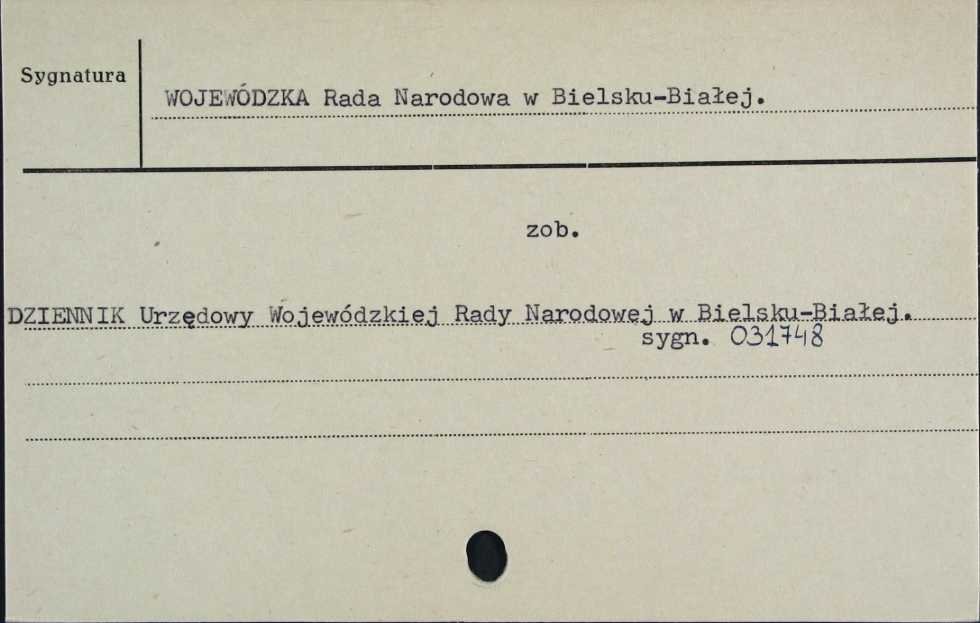 Sygnatura
WOJEWÓDZKA Rada Narodowa w Bielsku-Białej.
zob.
DZIENNIK Urzędowy Wojewódzkiej Rady Narodowej w Bielsku-Białej.
sygn. 031748